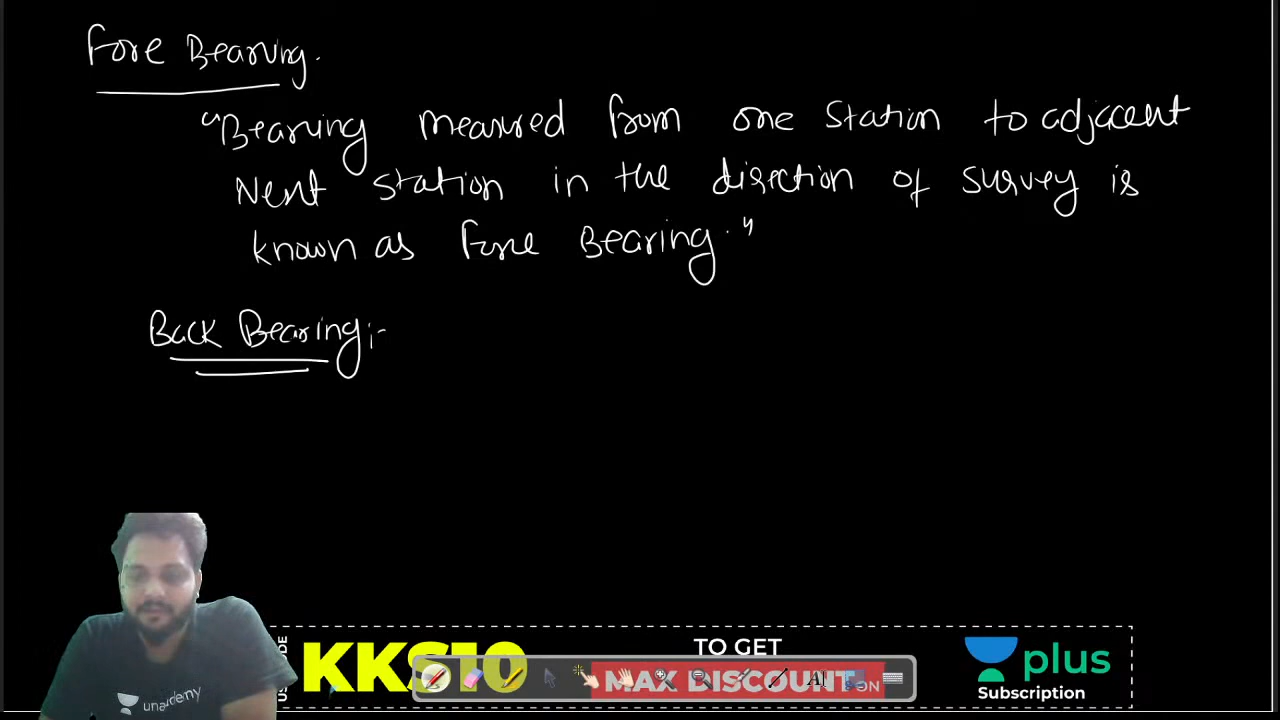 Fore Bearing.
"Bearing measured from one station to adjacent
Next station in the direction of survey is
known as Fore Bearing."
Back Bearing:-
KKS10
TO GET
MAX DISCOUNT
ON
plus
Subscription
unacademy